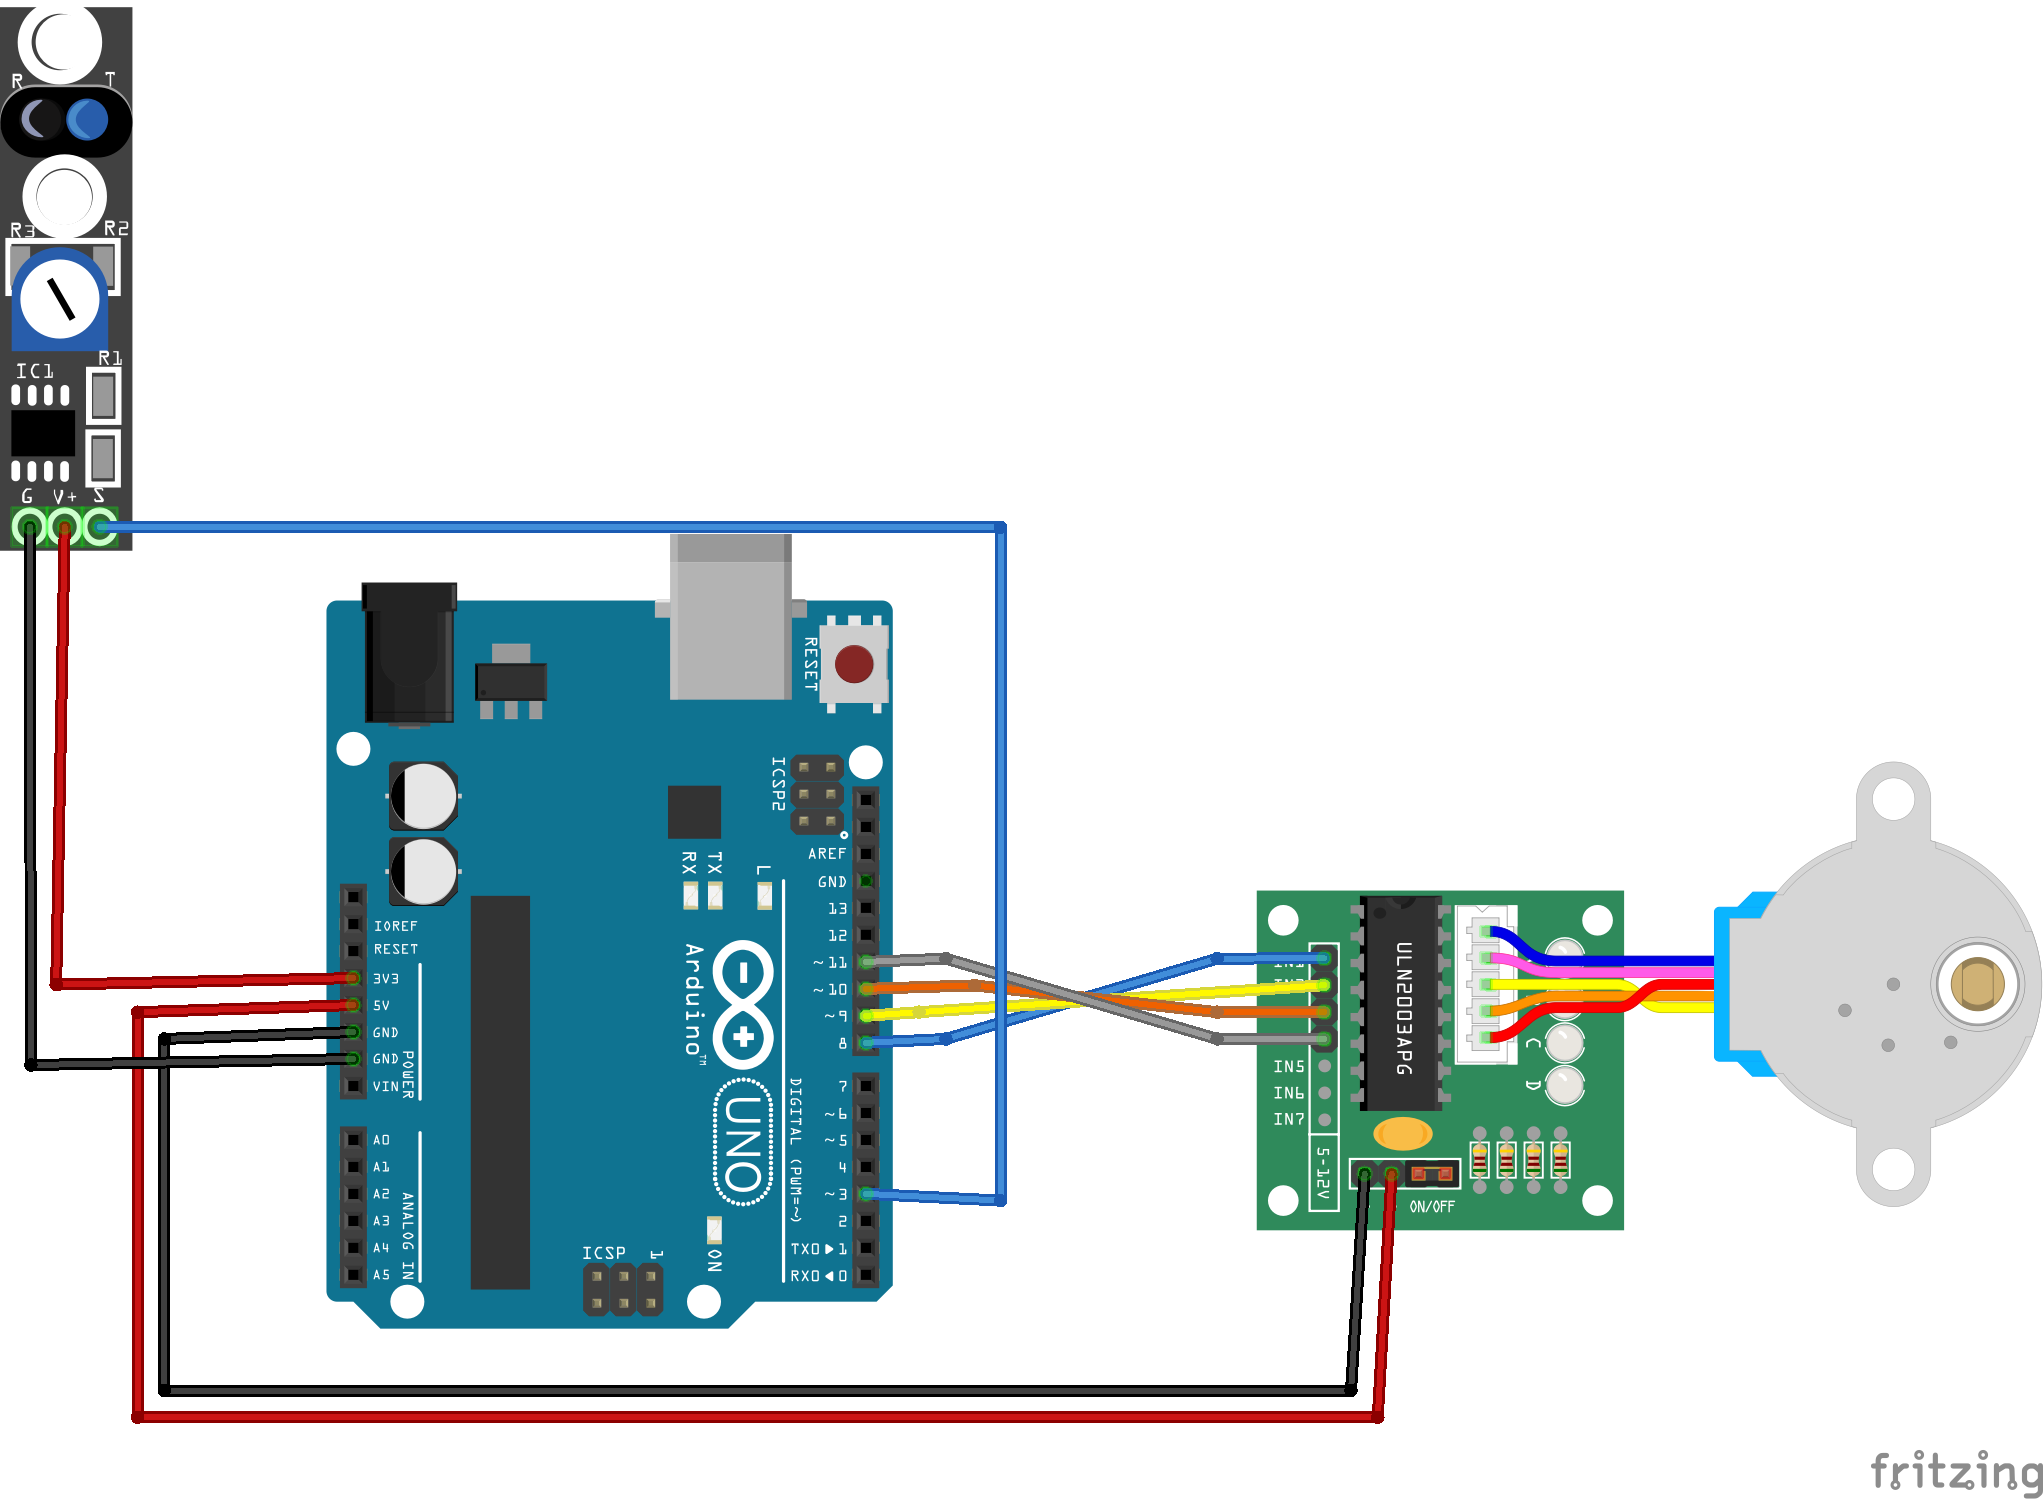 R T
R3 R2
R1
IC1
G V+ S
RESET
ICSP2
AREF
GND
13
12
~11
~10
~9
8
7
~6
~5
4
~3
2
TX0▶1
RX0◀0
RX
TX
L
IOREF
RESET
3V3
5V
GND
GND
VIN
POWER
A0
A1
A2
A3
A4
A5
ANALOG IN
Arduino™
UNO
DIGITAL (PWM=~)
ICSP 1
ON
IN5
IN6
IN7
5-12V
ULN2003APG
C
D
ON/OFF
fritzing